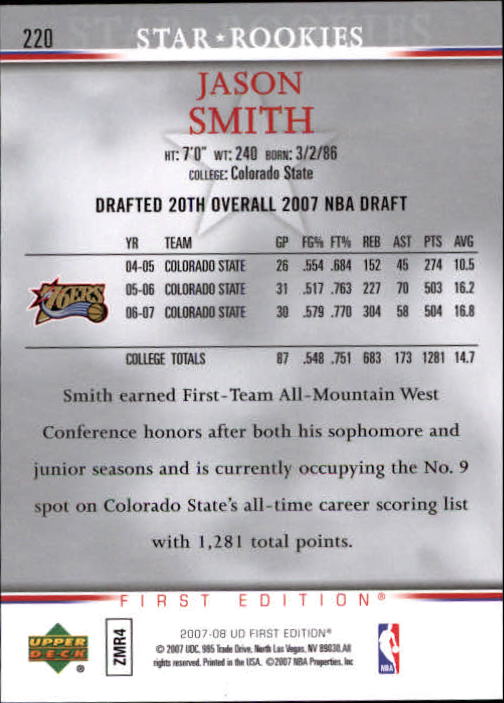 220 STAR★ROOKIES
JASON
SMITH
HT: 7'0" WT: 240 BORN: 3/2/86
COLLEGE: Colorado State
DRAFTED 20TH OVERALL 2007 NBA DRAFT
YR TEAM GP FG% FT% REB AST PTS AVG
04-05 COLORADO STATE 26 .554 .684 152 45 274 10.5
05-06 COLORADO STATE 31 .517 .763 227 70 503 16.2
06-07 COLORADO STATE 30 .579 .770 304 58 504 16.8
76ERS
COLLEGE TOTALS 87 .548 .751 683 173 1281 14.7
Smith earned First-Team All-Mountain West
Conference honors after both his sophomore and
junior seasons and is currently occupying the No. 9
spot on Colorado State's all-time career scoring list
with 1,281 total points.
FIRST EDITION®
UPPER
DECK ®
ZMR4
2007-08 UD FIRST EDITION®
© 2007 UDC. 985 Trade Drive, North Las Vegas, NV 89030. All
rights reserved. Printed in the USA. ©2007 NBA Properties, Inc
NBA